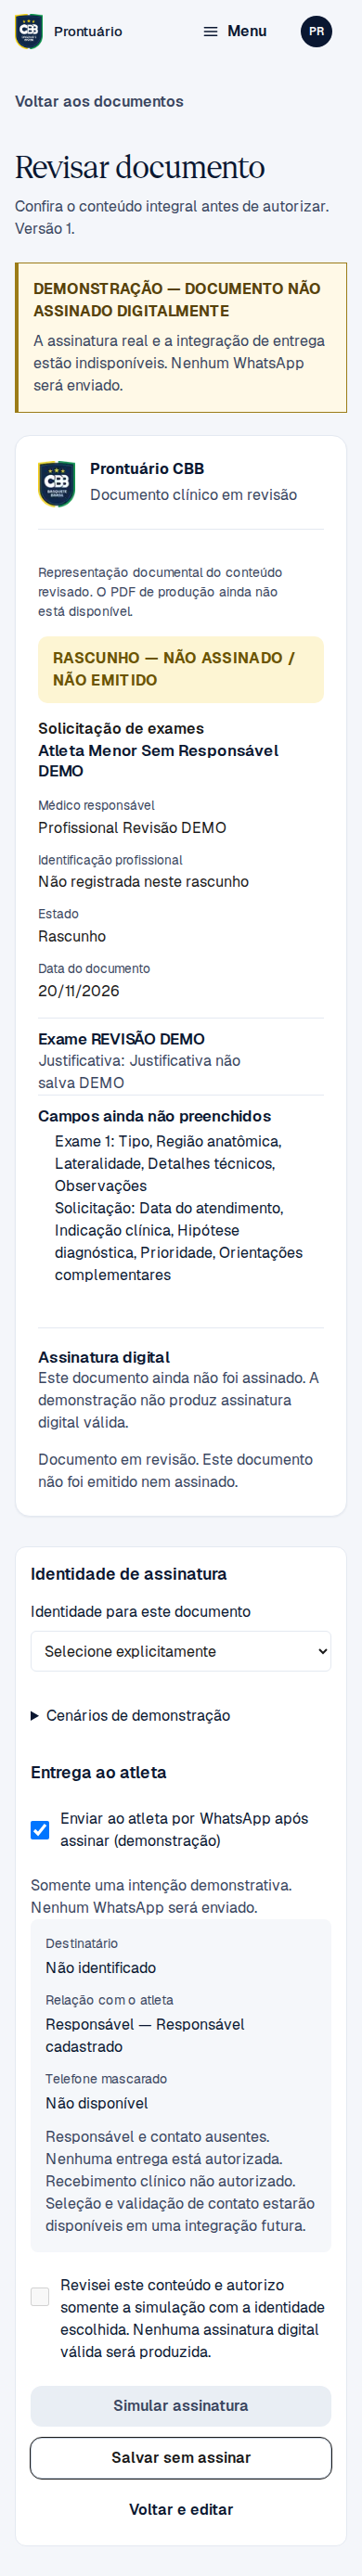 CBB
Prontuário
Menu
PR
Voltar aos documentos
Revisar documento
Confira o conteúdo integral antes de autorizar.
Versão 1.
DEMONSTRAÇÃO — DOCUMENTO NÃO
ASSINADO DIGITALMENTE
A assinatura real e a integração de entrega
estão indisponíveis. Nenhum WhatsApp
será enviado.
CBB
BASQUETE
BRASIL
Prontuário CBB
Documento clínico em revisão
Representação documental do conteúdo
revisado. O PDF de produção ainda não
está disponível.
RASCUNHO — NÃO ASSINADO /
NÃO EMITIDO
Solicitação de exames
Atleta Menor Sem Responsável
DEMO
Médico responsável
Profissional Revisão DEMO
Identificação profissional
Não registrada neste rascunho
Estado
Rascunho
Data do documento
20/11/2026
Exame REVISÃO DEMO
Justificativa: Justificativa não
salva DEMO
Campos ainda não preenchidos
Exame 1: Tipo, Região anatômica,
Lateralidade, Detalhes técnicos,
Observações
Solicitação: Data do atendimento,
Indicação clínica, Hipótese
diagnóstica, Prioridade, Orientações
complementares
Assinatura digital
Este documento ainda não foi assinado. A
demonstração não produz assinatura
digital válida.
Documento em revisão. Este documento
não foi emitido nem assinado.
Identidade de assinatura
Identidade para este documento
Selecione explicitamente
Cenários de demonstração
Entrega ao atleta
Enviar ao atleta por WhatsApp após
assinar (demonstração)
Somente uma intenção demonstrativa.
Nenhum WhatsApp será enviado.
Destinatário
Não identificado
Relação com o atleta
Responsável — Responsável
cadastrado
Telefone mascarado
Não disponível
Responsável e contato ausentes.
Nenhuma entrega está autorizada.
Recebimento clínico não autorizado.
Seleção e validação de contato estarão
disponíveis em uma integração futura.
Revisei este conteúdo e autorizo
somente a simulação com a identidade
escolhida. Nenhuma assinatura digital
válida será produzida.
Simular assinatura
Salvar sem assinar
Voltar e editar